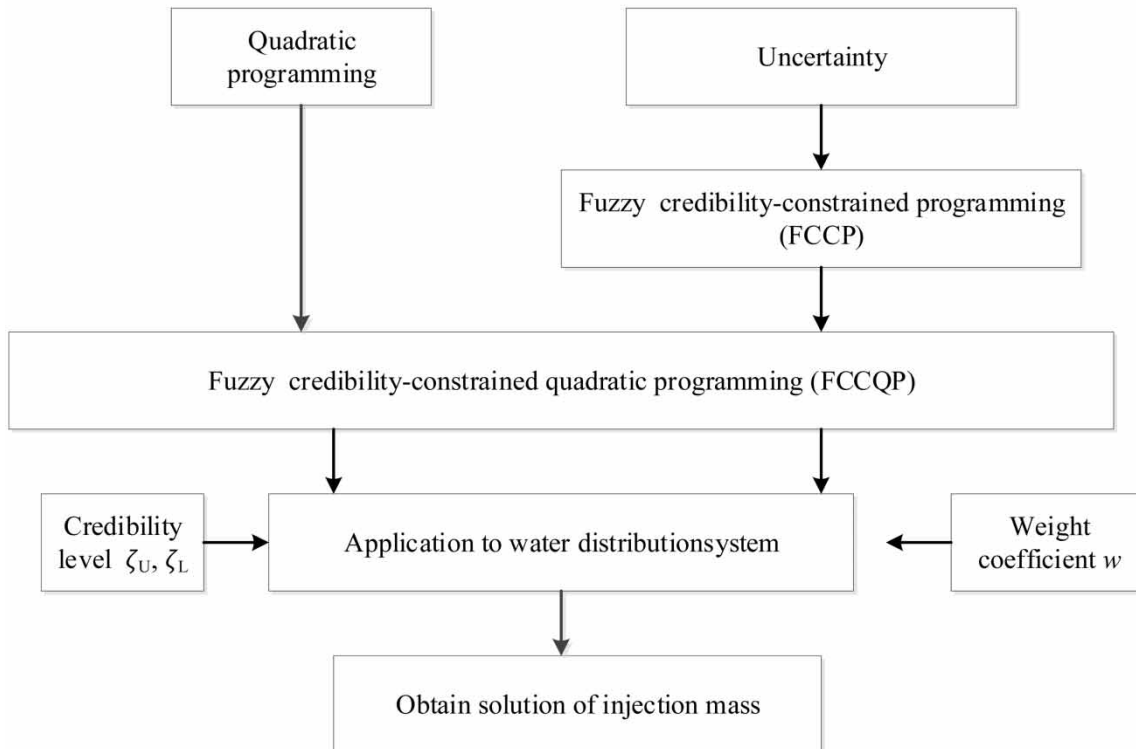 Quadratic
programming
Uncertainty
Fuzzy credibility-constrained programming
(FCCP)
Fuzzy credibility-constrained quadratic programming (FCCQP)
Credibility
level ζU, ζL
Application to water distributionsystem
Weight
coefficient w
Obtain solution of injection mass